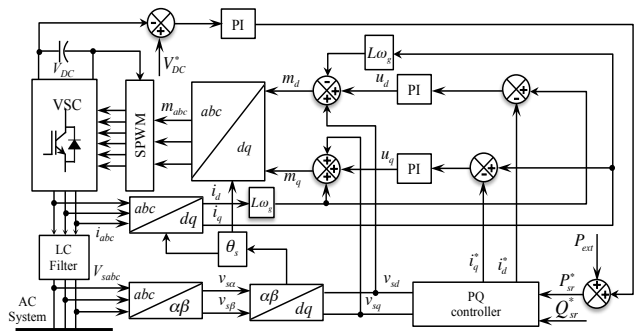 PI
V_DC
V*_DC
Lω_g
VSC
m_abc
abc
dq
m_d
u_d
PI
SPWM
m_q
u_q
PI
abc
dq
i_d
i_q
Lω_g
i_abc
θ_s
LC
Filter
V_sabc
i*_q
i*_d
P_ext
AC
System
abc
αβ
v_sα
v_sβ
αβ
dq
v_sd
v_sq
PQ
controller
P*_sr
Q*_sr